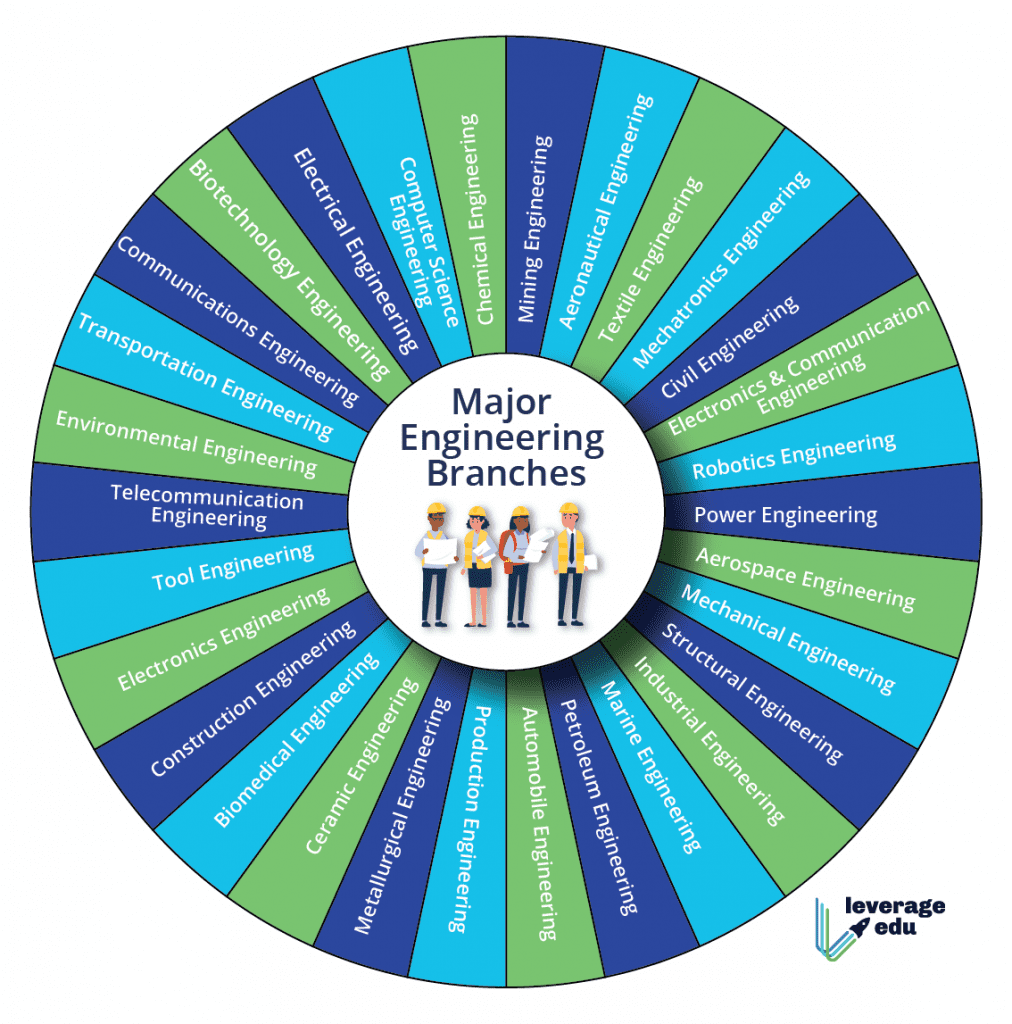 Major
Engineering
Branches
Mining Engineering
Aeronautical Engineering
Textile Engineering
Mechatronics Engineering
Civil Engineering
Electronics & Communication
Engineering
Robotics Engineering
Power Engineering
Aerospace Engineering
Mechanical Engineering
Structural Engineering
Industrial Engineering
Marine Engineering
Petroleum Engineering
Automobile Engineering
Production Engineering
Metallurgical Engineering
Ceramic Engineering
Biomedical Engineering
Construction Engineering
Electronics Engineering
Tool Engineering
Telecommunication
Engineering
Environmental Engineering
Transportation Engineering
Communications Engineering
Biotechnology Engineering
Electrical Engineering
Computer Science
Engineering
Chemical Engineering
leverage
edu